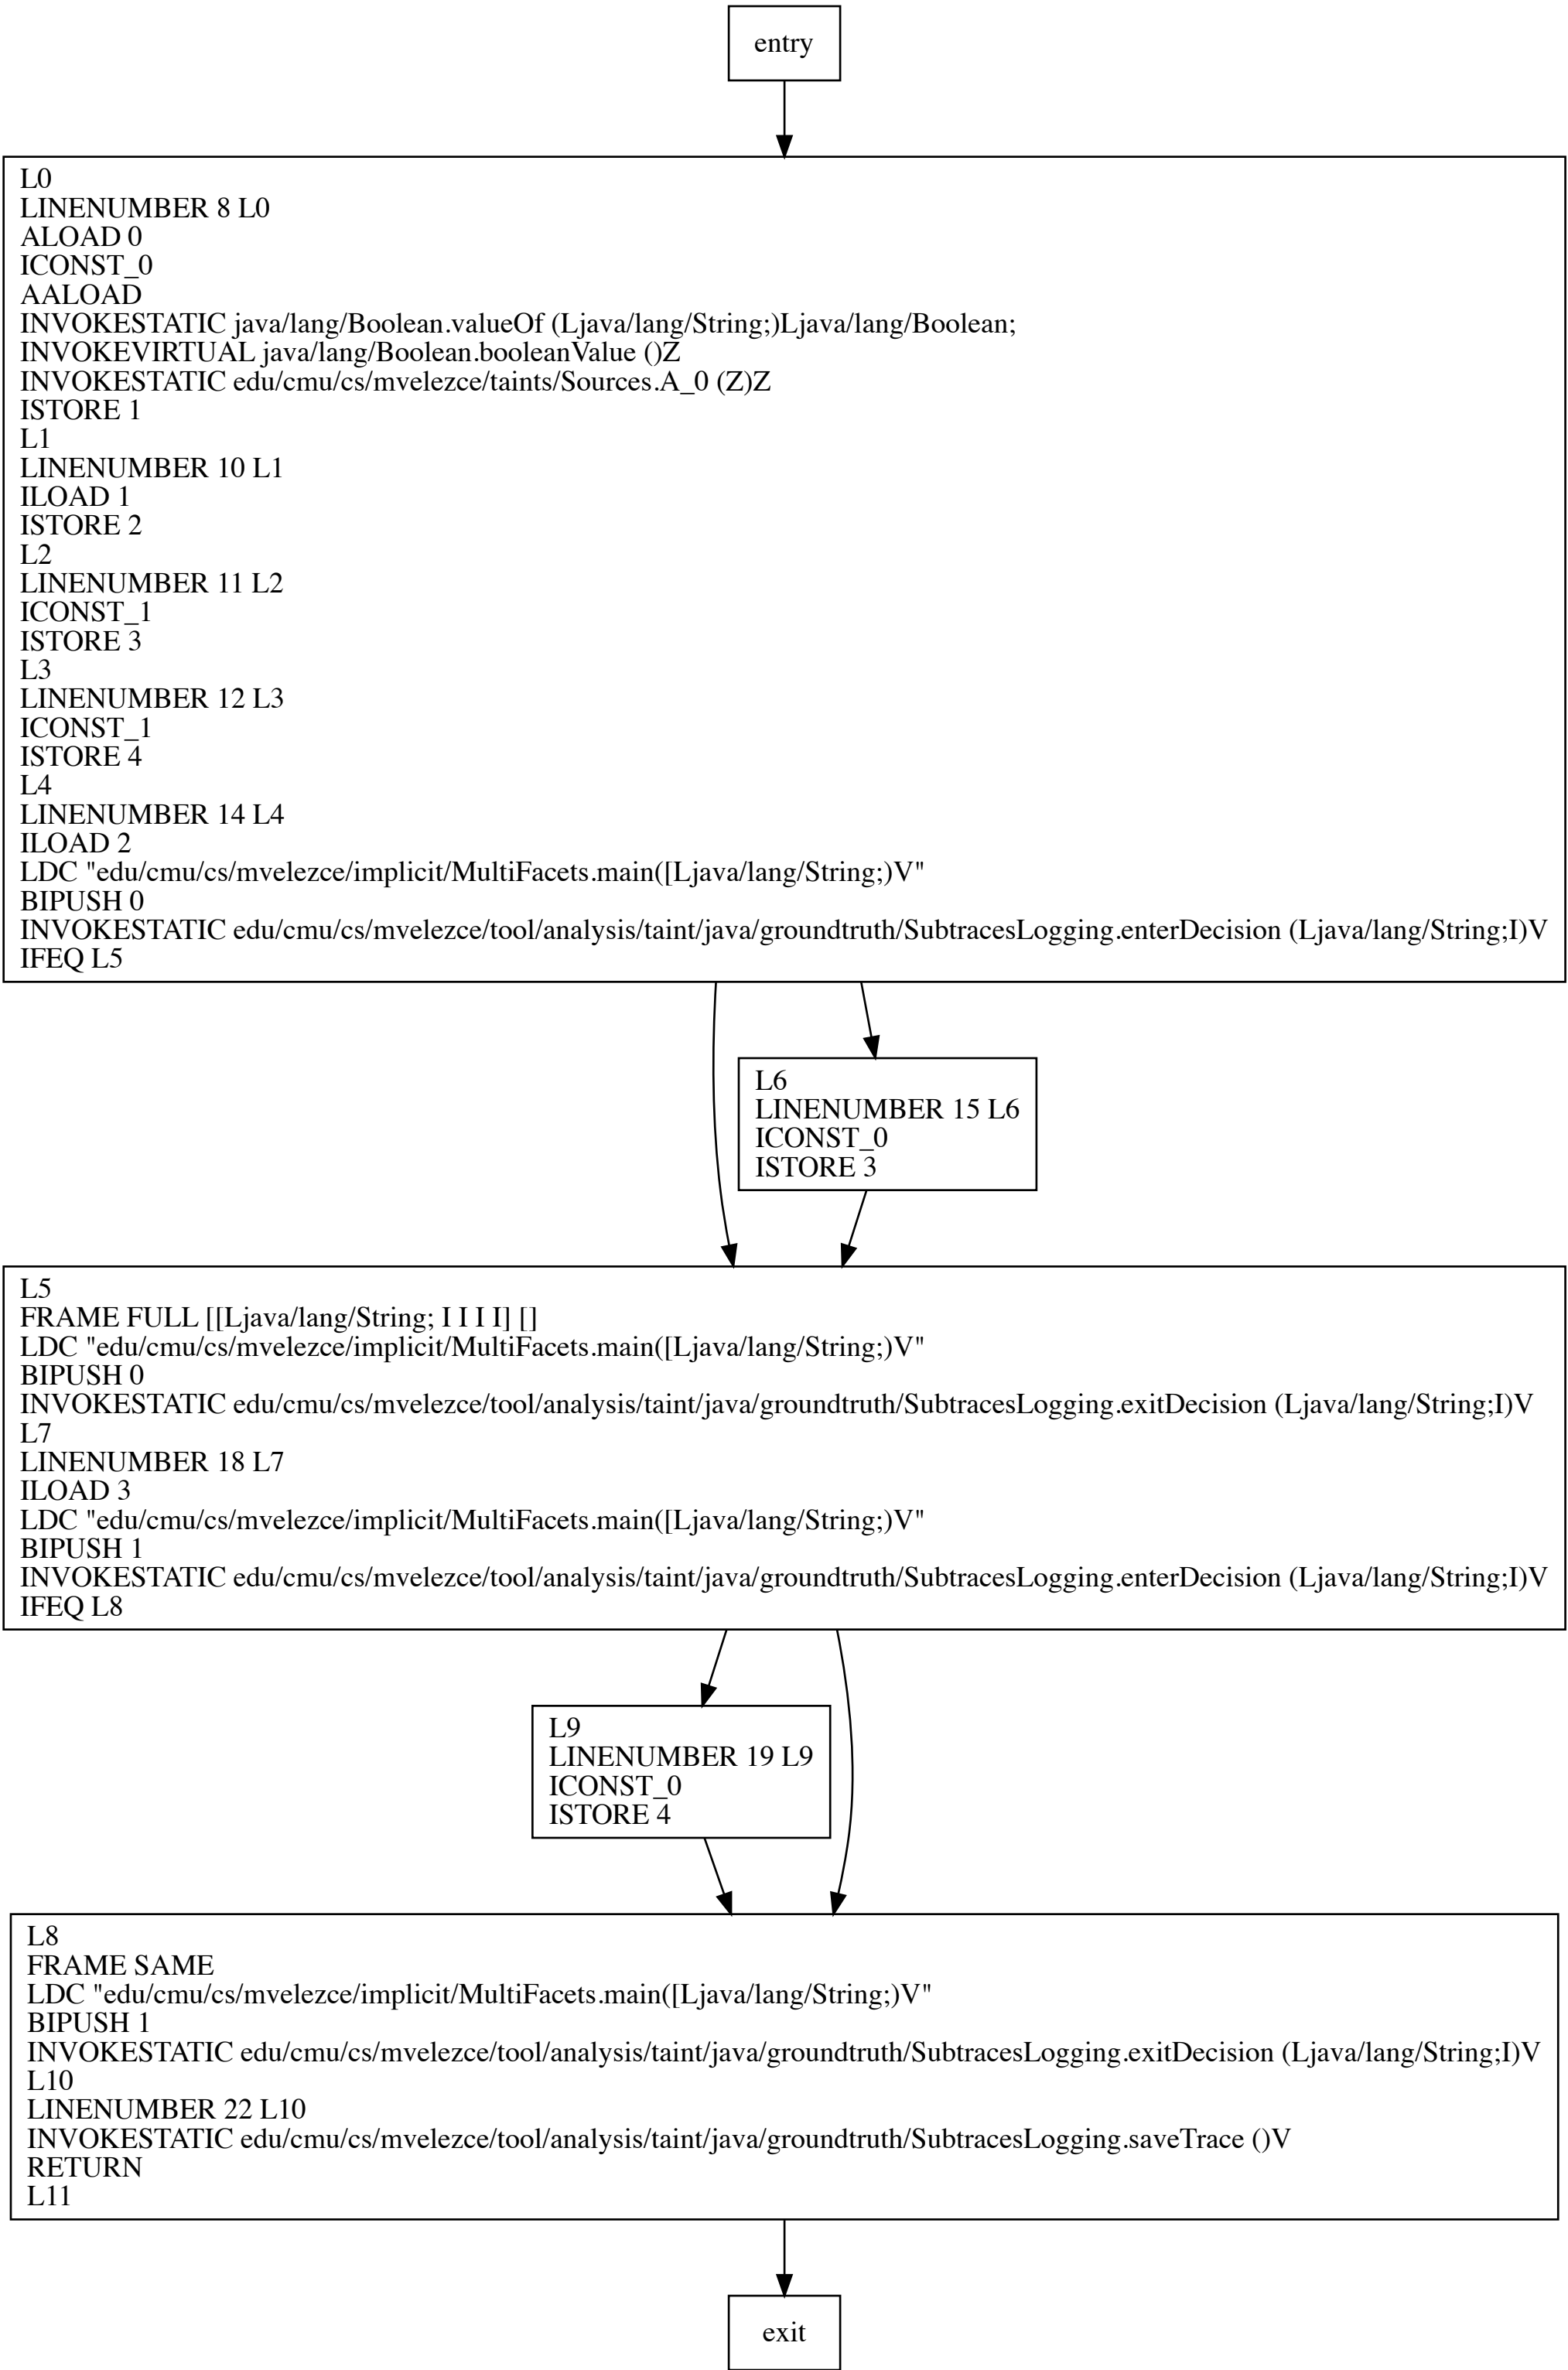 entry
L0
LINENUMBER 8 L0
ALOAD 0
ICONST_0
AALOAD
INVOKESTATIC java/lang/Boolean.valueOf (Ljava/lang/String;)Ljava/lang/Boolean;
INVOKEVIRTUAL java/lang/Boolean.booleanValue ()Z
INVOKESTATIC edu/cmu/cs/mvelezce/taints/Sources.A_0 (Z)Z
ISTORE 1
L1
LINENUMBER 10 L1
ILOAD 1
ISTORE 2
L2
LINENUMBER 11 L2
ICONST_1
ISTORE 3
L3
LINENUMBER 12 L3
ICONST_1
ISTORE 4
L4
LINENUMBER 14 L4
ILOAD 2
LDC "edu/cmu/cs/mvelezce/implicit/MultiFacets.main([Ljava/lang/String;)V"
BIPUSH 0
INVOKESTATIC edu/cmu/cs/mvelezce/tool/analysis/taint/java/groundtruth/SubtracesLogging.enterDecision (Ljava/lang/String;I)V
IFEQ L5
L6
LINENUMBER 15 L6
ICONST_0
ISTORE 3
L5
FRAME FULL [[Ljava/lang/String; I I I I] []
LDC "edu/cmu/cs/mvelezce/implicit/MultiFacets.main([Ljava/lang/String;)V"
BIPUSH 0
INVOKESTATIC edu/cmu/cs/mvelezce/tool/analysis/taint/java/groundtruth/SubtracesLogging.exitDecision (Ljava/lang/String;I)V
L7
LINENUMBER 18 L7
ILOAD 3
LDC "edu/cmu/cs/mvelezce/implicit/MultiFacets.main([Ljava/lang/String;)V"
BIPUSH 1
INVOKESTATIC edu/cmu/cs/mvelezce/tool/analysis/taint/java/groundtruth/SubtracesLogging.enterDecision (Ljava/lang/String;I)V
IFEQ L8
L9
LINENUMBER 19 L9
ICONST_0
ISTORE 4
L8
FRAME SAME
LDC "edu/cmu/cs/mvelezce/implicit/MultiFacets.main([Ljava/lang/String;)V"
BIPUSH 1
INVOKESTATIC edu/cmu/cs/mvelezce/tool/analysis/taint/java/groundtruth/SubtracesLogging.exitDecision (Ljava/lang/String;I)V
L10
LINENUMBER 22 L10
INVOKESTATIC edu/cmu/cs/mvelezce/tool/analysis/taint/java/groundtruth/SubtracesLogging.saveTrace ()V
RETURN
L11
exit